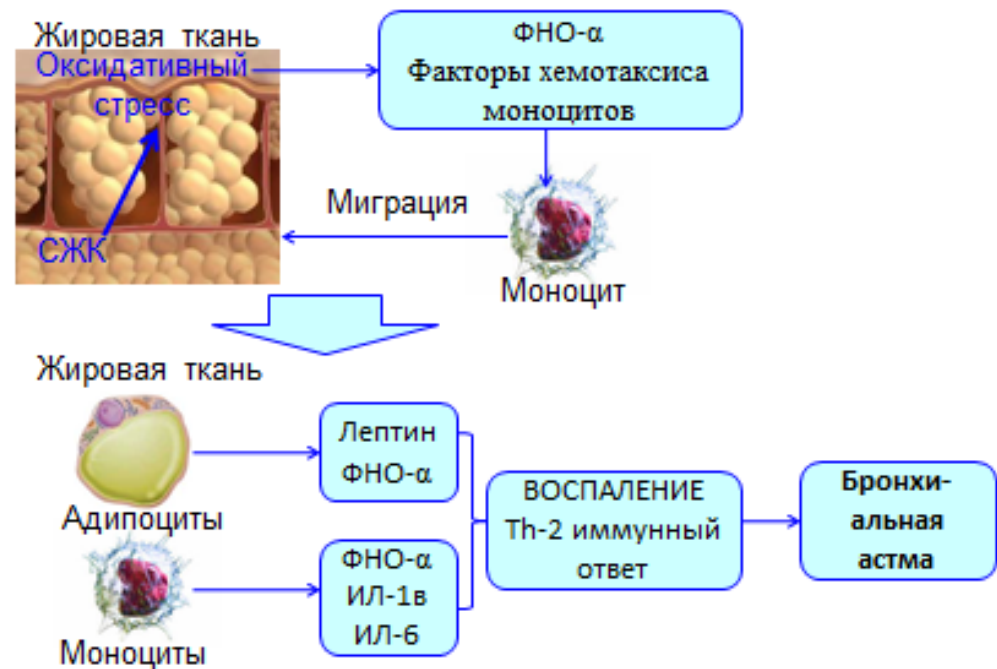 Жировая ткань
Оксидативный
стресс
СЖК
ФНО-α
Факторы хемотаксиса
моноцитов
Миграция
Моноцит
Жировая ткань
Адипоциты
Лептин
ФНО-α
Моноциты
ФНО-α
ИЛ-1в
ИЛ-6
ВОСПАЛЕНИЕ
Th-2 иммунный
ответ
Бронхи-
альная
астма